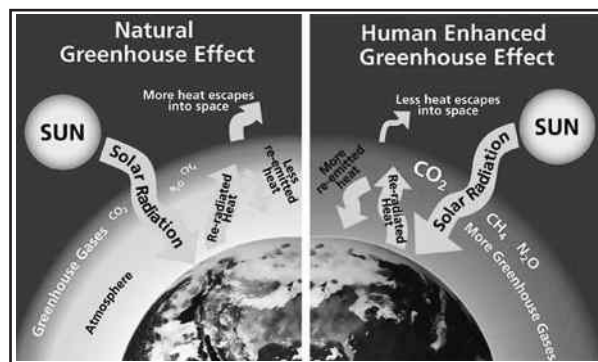 Natural
Greenhouse Effect
More heat escapes
into space
SUN
Solar Radiation
Re-radiated
Heat
Less
re-emitted
heat
CO2
N2O
CH4
Greenhouse Gases
Atmosphere
Human Enhanced
Greenhouse Effect
Less heat escapes
into space
SUN
Solar Radiation
More
re-emitted
heat
Re-radiated
Heat
CO2
CH4
N2O
More Greenhouse Gases